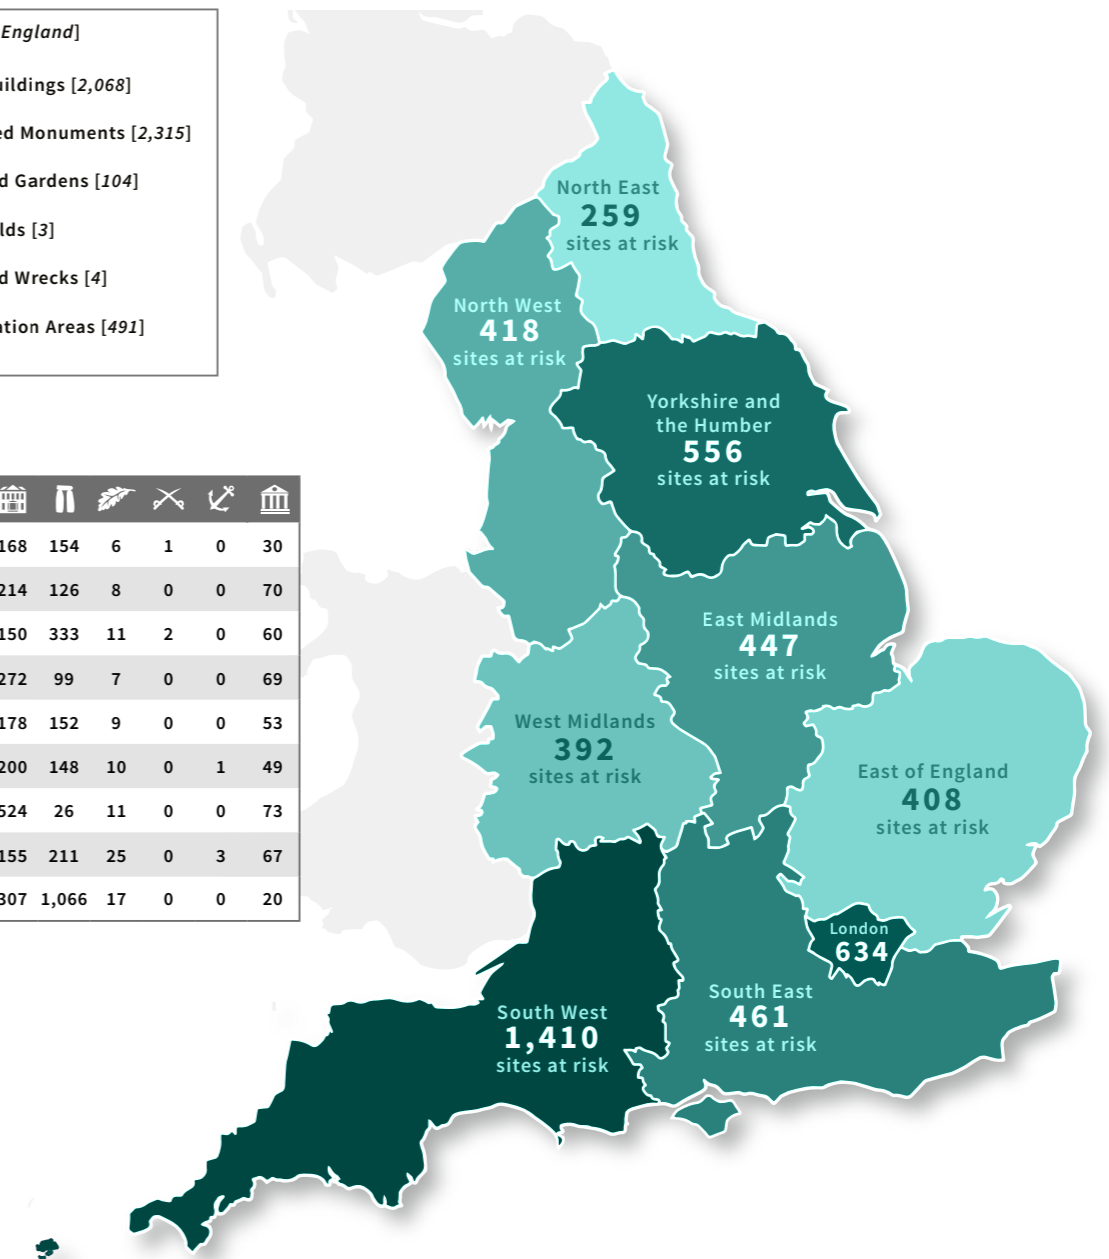 England]
uildings [2,068]
ed Monuments [2,315]
d Gardens [104]
lds [3]
d Wrecks [4]
ation Areas [491]
168 154 6 1 0 30
214 126 8 0 0 70
150 333 11 2 0 60
272 99 7 0 0 69
178 152 9 0 0 53
200 148 10 0 1 49
524 26 11 0 0 73
155 211 25 0 3 67
307 1,066 17 0 0 20
North East
259
sites at risk
North West
418
sites at risk
Yorkshire and
the Humber
556
sites at risk
East Midlands
447
sites at risk
West Midlands
392
sites at risk
East of England
408
sites at risk
London
634
South East
461
sites at risk
South West
1,410
sites at risk